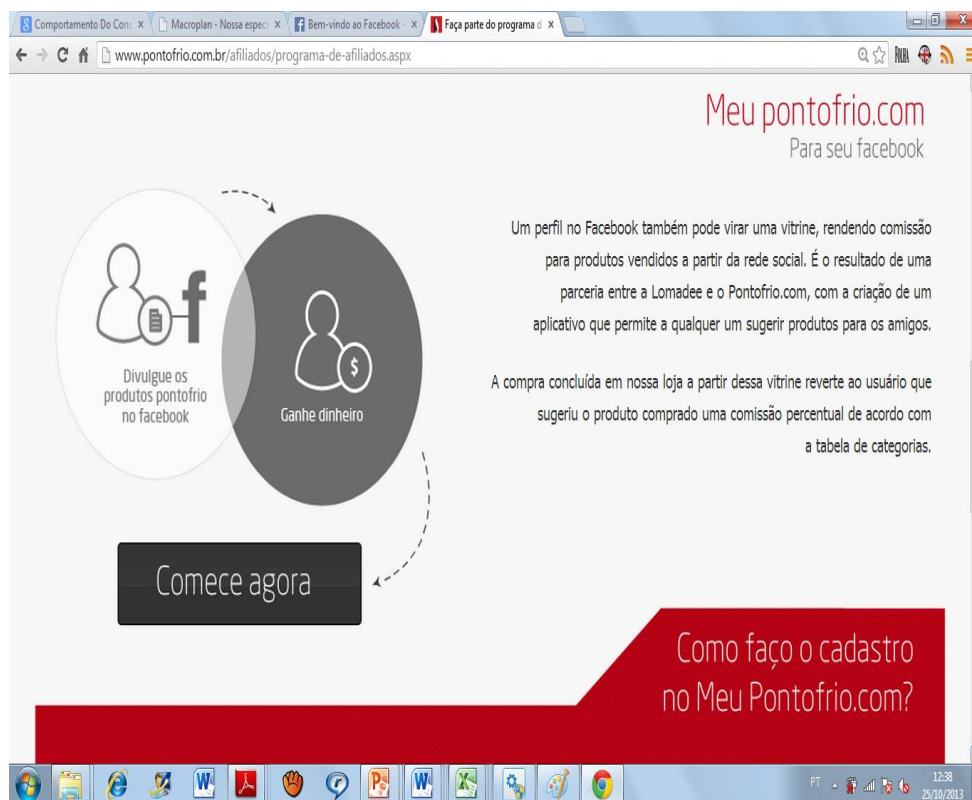 Comportamento Do Cons
Macroplan - Nossa especi
Bem-vindo ao Facebook -
Faça parte do programa d
www.pontofrio.com.br/afiliados/programa-de-afiliados.aspx
FOLHA
Meu pontofrio.com
Para seu facebook
Um perfil no Facebook também pode virar uma vitrine, rendendo comissão
para produtos vendidos a partir da rede social. É o resultado de uma
parceria entre a Lomadee e o Pontofrio.com, com a criação de um
aplicativo que permite a qualquer um sugerir produtos para os amigos.
A compra concluída em nossa loja a partir dessa vitrine reverte ao usuário que
sugeriu o produto comprado uma comissão percentual de acordo com
a tabela de categorias.
Divulgue os
produtos pontofrio
no facebook
Ganhe dinheiro
Comece agora
Como faço o cadastro
no Meu Pontofrio.com?
PT
12:38
25/10/2013